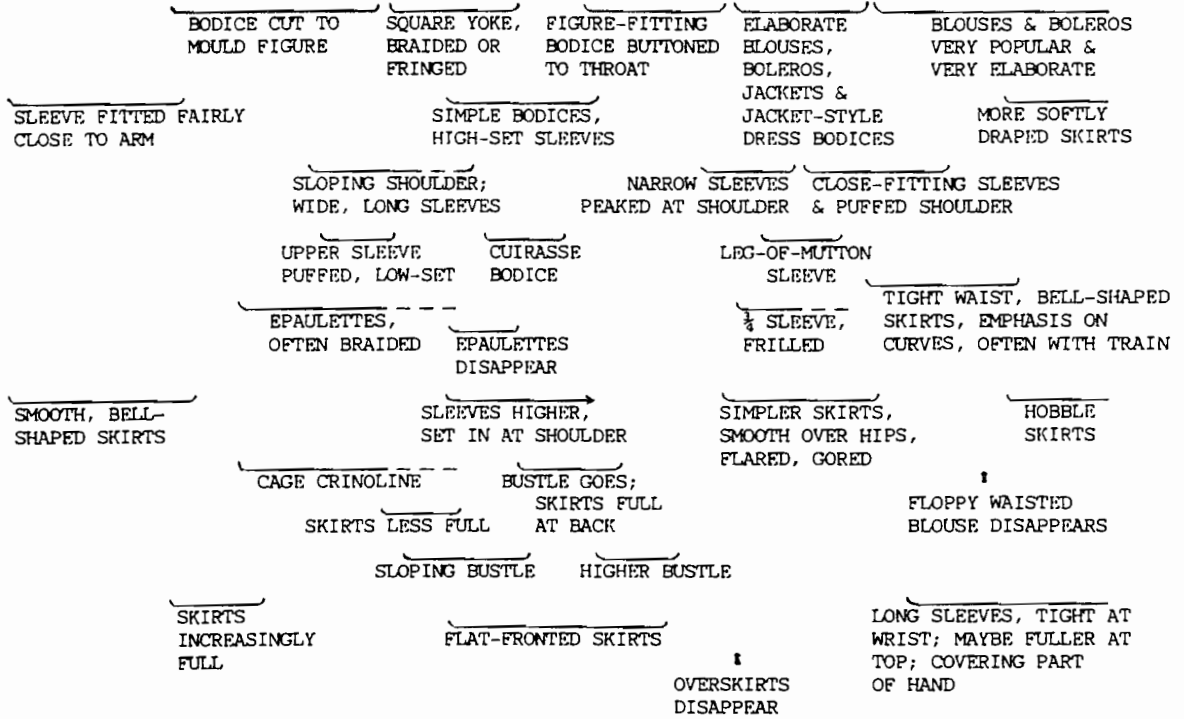 BODICE CUT TO
MOULD FIGURE
SQUARE YOKE,
BRAIDED OR
FRINGED
FIGURE-FITTING
BODICE BUTTONED
TO THROAT
ELABORATE
BLOUSES,
BOLEROS,
JACKETS &
JACKET-STYLE
DRESS BODICES
BLOUSES & BOLEROS
VERY POPULAR &
VERY ELABORATE
SLEEVE FITTED FAIRLY
CLOSE TO ARM
SIMPLE BODICES,
HIGH-SET SLEEVES
MORE SOFTLY
DRAPED SKIRTS
SLOPING SHOULDER;
WIDE, LONG SLEEVES
NARROW SLEEVES
PEAKED AT SHOULDER
CLOSE-FITTING SLEEVES
& PUFFED SHOULDER
UPPER SLEEVE
PUFFED, LOW-SET
CUIRASSE
BODICE
LEG-OF-MUTTON
SLEEVE
TIGHT WAIST, BELL-SHAPED
SKIRTS, EMPHASIS ON
CURVES, OFTEN WITH TRAIN
EPAULETTES,
OFTEN BRAIDED
EPAULETTES
DISAPPEAR
¾ SLEEVE,
FRILLED
SMOOTH, BELL-
SHAPED SKIRTS
SLEEVES HIGHER,
SET IN AT SHOULDER
SIMPLER SKIRTS,
SMOOTH OVER HIPS,
FLARED, GORED
HOBBLE
SKIRTS
CAGE CRINOLINE
BUSTLE GOES;
SKIRTS FULL
AT BACK
SKIRTS LESS FULL
FLOPPY WAISTED
BLOUSE DISAPPEARS
SLOPING BUSTLE
HIGHER BUSTLE
SKIRTS
INCREASINGLY
FULL
FLAT-FRONTED SKIRTS
LONG SLEEVES, TIGHT AT
WRIST; MAYBE FULLER AT
TOP; COVERING PART
OF HAND
OVERSKIRTS
DISAPPEAR